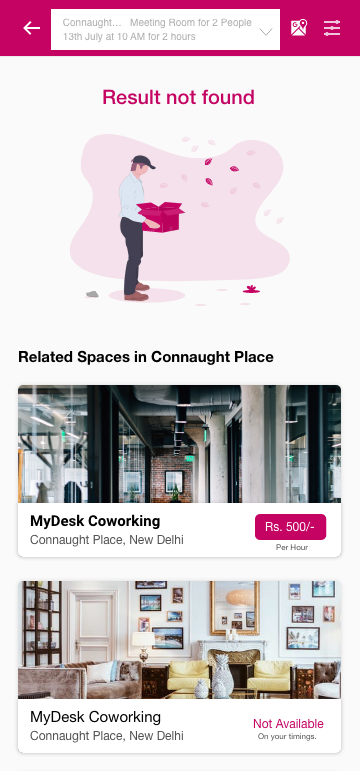 Connaught... Meeting Room for 2 People
13th July at 10 AM for 2 hours
Result not found
Related Spaces in Connaught Place
MyDesk Coworking
Connaught Place, New Delhi
Rs. 500/-
Per Hour
MyDesk Coworking
Connaught Place, New Delhi
Not Available
On your timings.